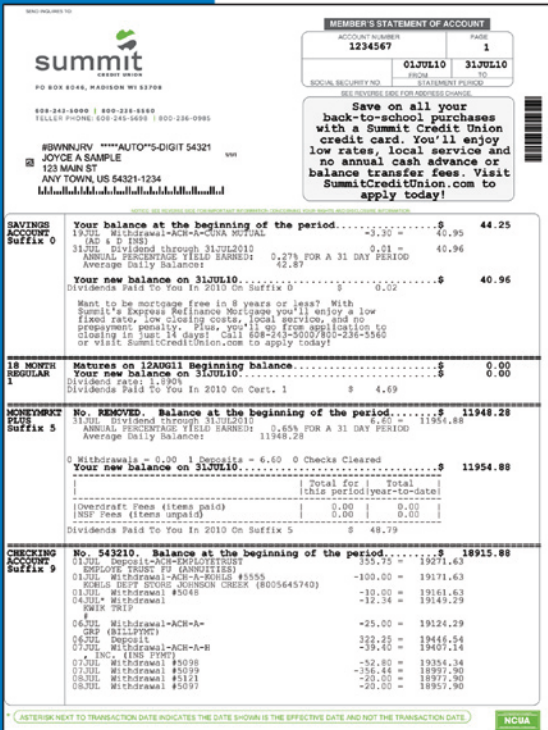 SEND INQUIRIES TO:
summit
CREDIT UNION
PO BOX 8046, MADISON WI 53708
608-243-5000 | 800-236-5560
TELLER PHONE: 608-245-5698 | 800-236-0985
#BWNNJRV *****AUTO**5-DIGIT 54321
JOYCE A SAMPLE
123 MAIN ST
ANY TOWN, US 54321-1234
MEMBER'S STATEMENT OF ACCOUNT
ACCOUNT NUMBER PAGE
1234567 1
01JUL10 31JUL10
FROM TO
SOCIAL SECURITY NO. STATEMENT PERIOD
SEE REVERSE SIDE FOR ADDRESS CHANGE.
Save on all your
back-to-school purchases
with a Summit Credit Union
credit card. You'll enjoy
low rates, local service and
no annual cash advance or
balance transfer fees. Visit
SummitCreditUnion.com to
apply today!
NOTICE: SEE REVERSE SIDE FOR IMPORTANT INFORMATION CONCERNING YOUR RIGHTS AND DISCLOSURE INFORMATION.
SAVINGS ACCOUNT Suffix 0
Your balance at the beginning of the period.......$ 44.25
19JUL Withdrawal-ACH-A-CUNA MUTUAL -3.30 = 40.95
(AD & D INS)
31JUL Dividend through 31JUL2010 0.01 = 40.96
ANNUAL PERCENTAGE YIELD EARNED: 0.27% FOR A 31 DAY PERIOD
Average Daily Balance: 42.87
Your new balance on 31JUL10.......................$ 40.96
Dividends Paid To You In 2010 On Suffix 0 $ 0.02
Want to be mortgage free in 8 years or less? With
Summit's Express Refinance Mortgage you'll enjoy a low
fixed rate, low closing costs, local service, and no
prepayment penalty. Plus, you'll go from application to
closing in just 14 days! Call 608-243-5000/800-236-5560
or visit SummitCreditUnion.com to apply today!
18 MONTH REGULAR 1
Matures on 12AUG11 Beginning balance..............$ 0.00
Your new balance on 31JUL10.......................$ 0.00
Dividend rate: 1.890%
Dividends Paid To You In 2010 On Cert. 1 $ 4.69
MONEYMRKT PLUS Suffix 5
No. REMOVED. Balance at the beginning of the period.......$ 11948.28
31JUL Dividend through 31JUL2010 6.60 = 11954.88
ANNUAL PERCENTAGE YIELD EARNED: 0.65% FOR A 31 DAY PERIOD
Average Daily Balance: 11948.28
0 Withdrawals = 0.00 1 Deposits = 6.60 0 Checks Cleared
Your new balance on 31JUL10.......................$ 11954.88
| | Total for | Total |
| |this period|year-to-date|
|Overdraft Fees (items paid) | 0.00 | 0.00 |
|NSF Fees (items unpaid) | 0.00 | 0.00 |
Dividends Paid To You In 2010 On Suffix 5 $ 48.79
CHECKING ACCOUNT Suffix 9
No. 543210. Balance at the beginning of the period........$ 18915.88
01JUL Deposit-ACH-EMPLOYETRUST 355.75 = 19271.63
EMPLOYE TRUST FU (ANNUITIES)
01JUL Withdrawal-ACH-A-KOHLS #5555 -100.00 = 19171.63
KOHLS DEPT STORE JOHNSON CREEK (8005645740)
01JUL Withdrawal #5048 -10.00 = 19161.63
04JUL* Withdrawal -12.34 = 19149.29
KWIK TRIP
#
06JUL Withdrawal-ACH-A- -25.00 = 19124.29
GRP (BILLPYMT)
06JUL Deposit 322.25 = 19446.54
07JUL Withdrawal-ACH-A-H -39.40 = 19407.14
, INC. (INS PYMT)
07JUL Withdrawal #5098 -52.80 = 19354.34
07JUL Withdrawal #5099 -356.44 = 18997.90
08JUL Withdrawal #5121 -20.00 = 18977.90
08JUL Withdrawal #5097 -20.00 = 18957.90
* ( ASTERISK NEXT TO TRANSACTION DATE INDICATES THE DATE SHOWN IS THE EFFECTIVE DATE AND NOT THE TRANSACTION DATE. )
NCUA